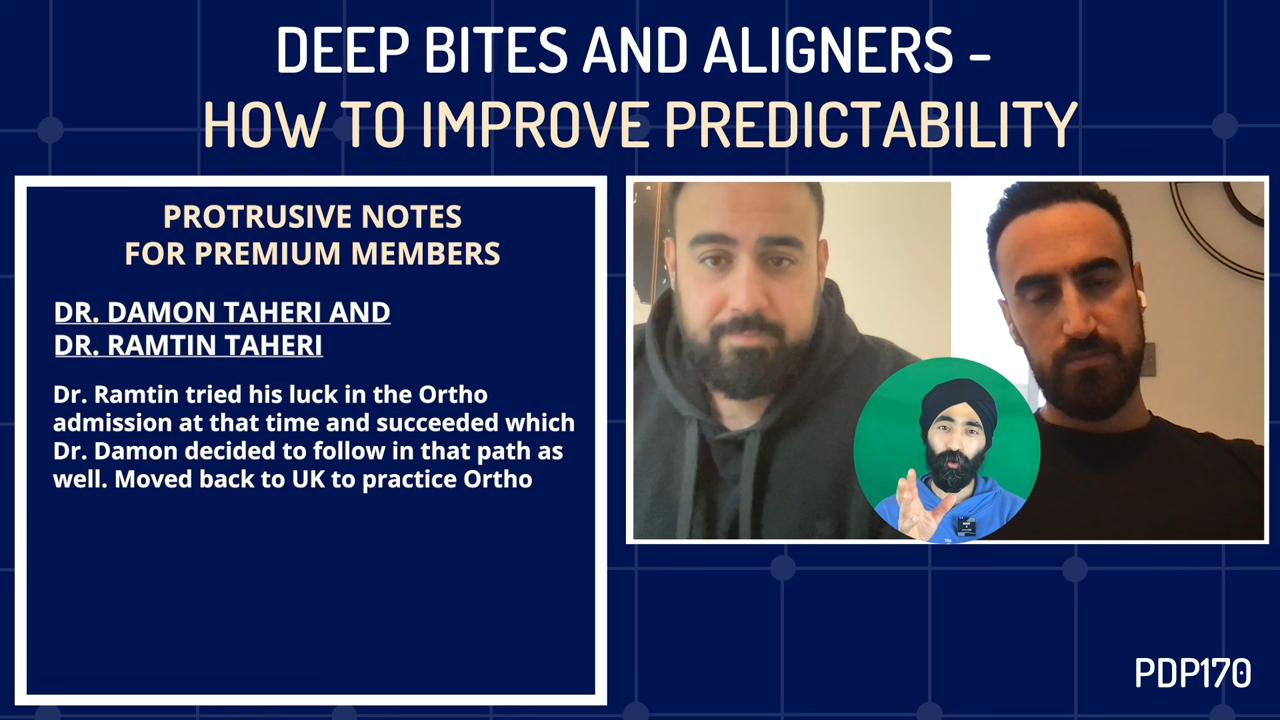 DEEP BITES AND ALIGNERS -
HOW TO IMPROVE PREDICTABILITY
PROTRUSIVE NOTES
FOR PREMIUM MEMBERS
DR. DAMON TAHERI AND
DR. RAMTIN TAHERI
Dr. Ramtin tried his luck in the Ortho
admission at that time and succeeded which
Dr. Damon decided to follow in that path as
well. Moved back to UK to practice Ortho
PDP170